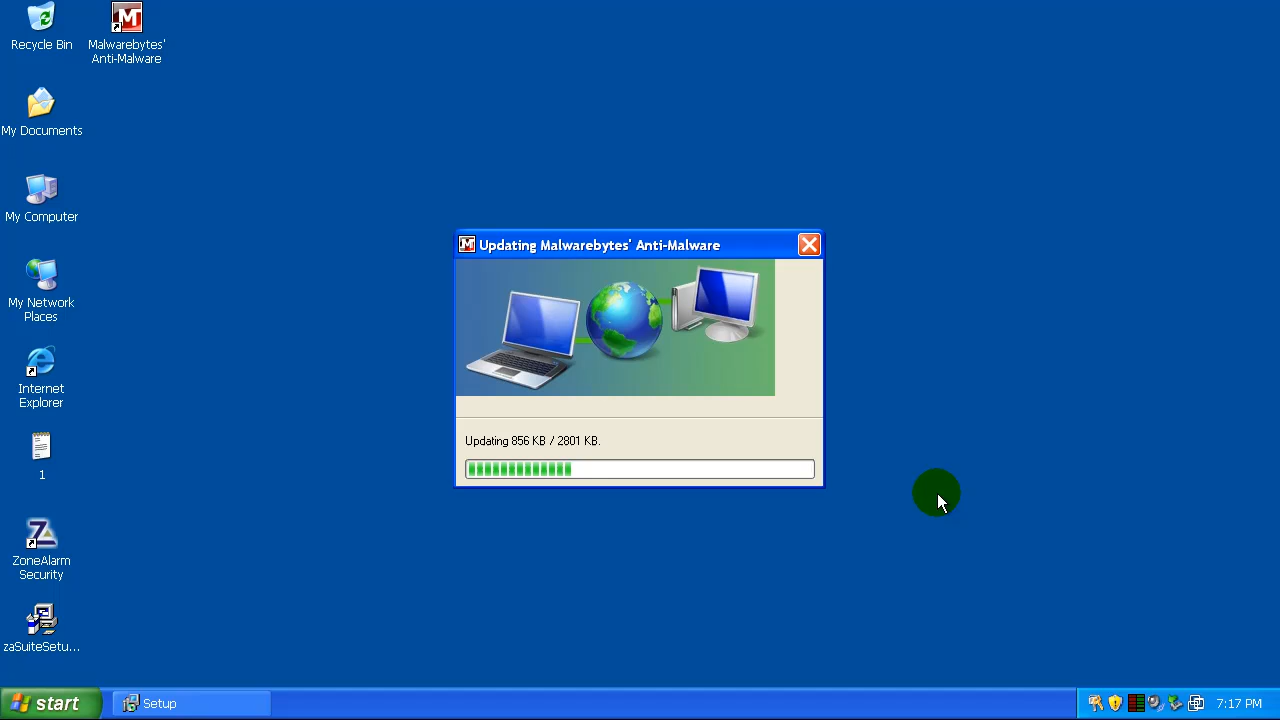 Recycle Bin
Malwarebytes'
Anti-Malware
My Documents
My Computer
My Network
Places
Internet
Explorer
1
ZoneAlarm
Security
zaSuiteSetu...
Updating Malwarebytes' Anti-Malware
Updating 856 KB / 2801 KB.
start
Setup
7:17 PM